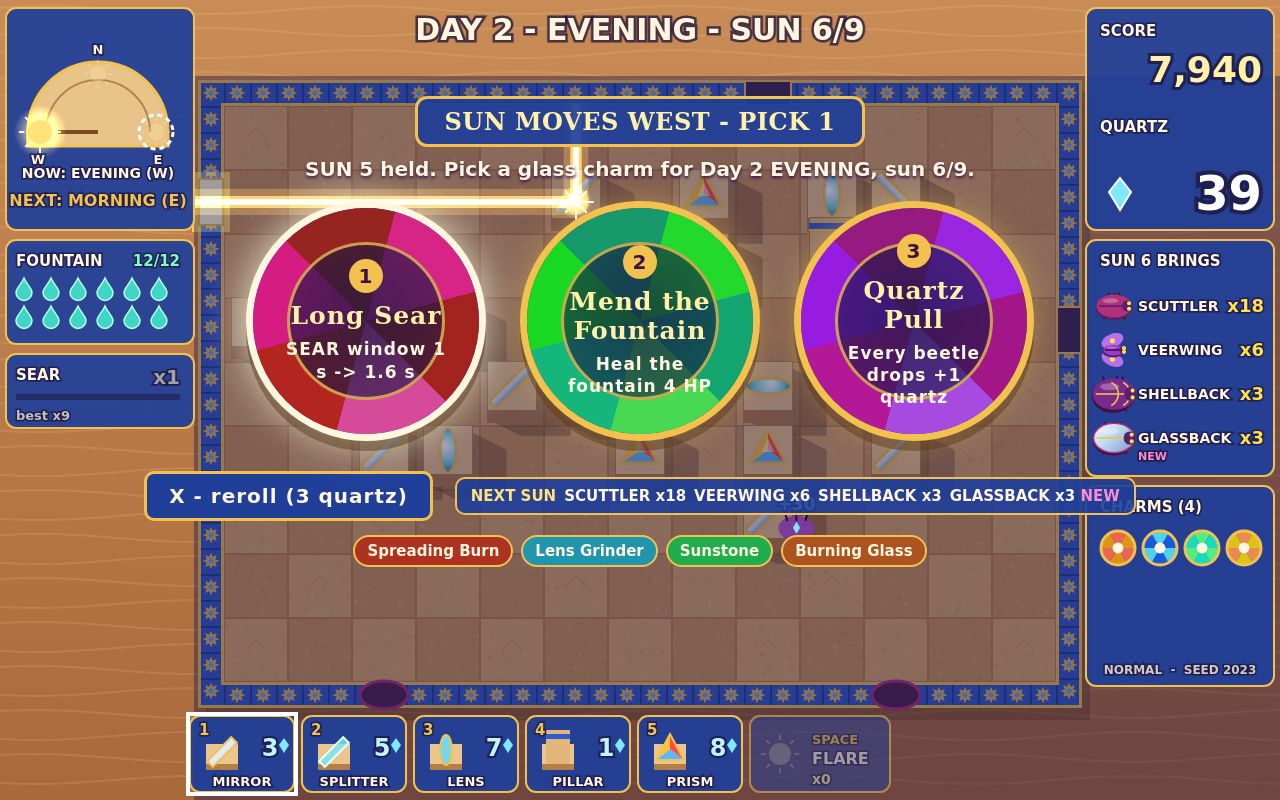 DAY 2 - EVENING - SUN 6/9
N
W
E
NOW: EVENING (W)
NEXT: MORNING (E)
FOUNTAIN 12/12
SEAR x1
best x9
SUN MOVES WEST - PICK 1
SUN 5 held. Pick a glass charm for Day 2 EVENING, sun 6/9.
1
Long Sear
SEAR window 1
s -> 1.6 s
2
Mend the
Fountain
Heal the
fountain 4 HP
3
Quartz
Pull
Every beetle
drops +1
quartz
X - reroll (3 quartz)
NEXT SUN SCUTTLER x18 VEERWING x6 SHELLBACK x3 GLASSBACK x3 NEW
+30
Spreading Burn
Lens Grinder
Sunstone
Burning Glass
SCORE
7,940
QUARTZ
39
SUN 6 BRINGS
SCUTTLER x18
VEERWING x6
SHELLBACK x3
GLASSBACK x3
NEW
CHARMS (4)
NORMAL - SEED 2023
1
3
MIRROR
2
5
SPLITTER
3
7
LENS
4
1
PILLAR
5
8
PRISM
SPACE
FLARE
x0